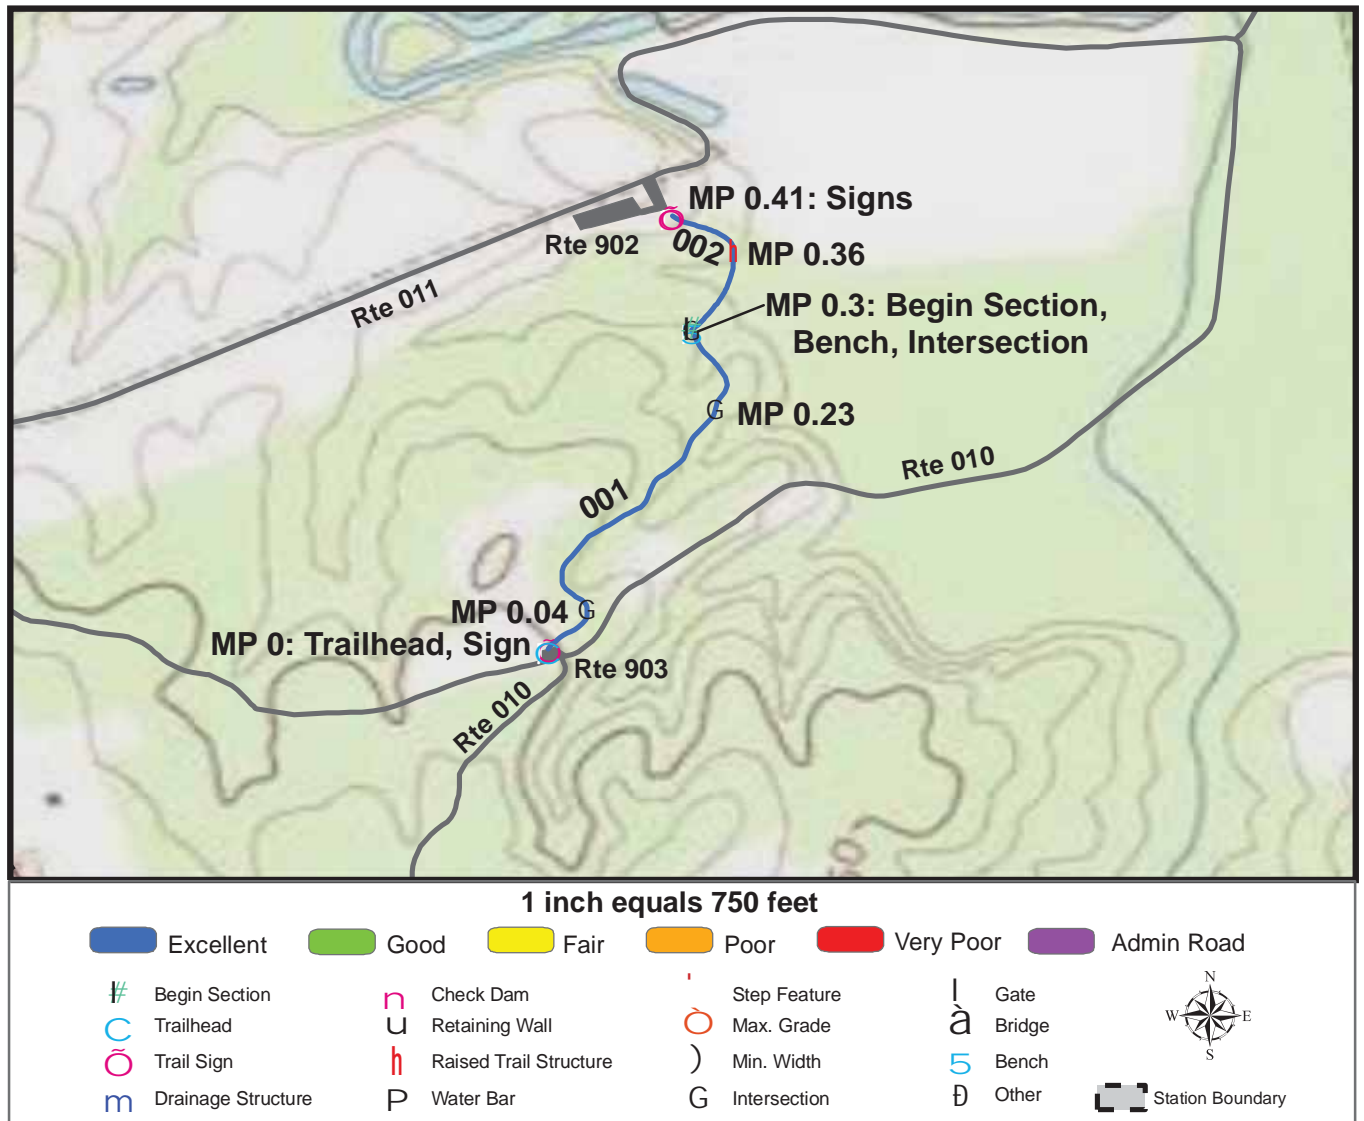 MP 0.41: Signs
002
Rte 902
MP 0.36
Rte 011
MP 0.3: Begin Section,
Bench, Intersection
G MP 0.23
Rte 010
001
MP 0.04 G
MP 0: Trailhead, Sign
Rte 903
Rte 010
1 inch equals 750 feet
Excellent Good Fair Poor Very Poor Admin Road
Begin Section n Check Dam ' Step Feature Gate N
C Trailhead u Retaining Wall Ò Max. Grade à Bridge W E
Õ Trail Sign h Raised Trail Structure ) Min. Width 5 Bench S
m Drainage Structure P Water Bar G Intersection Ð Other Station Boundary